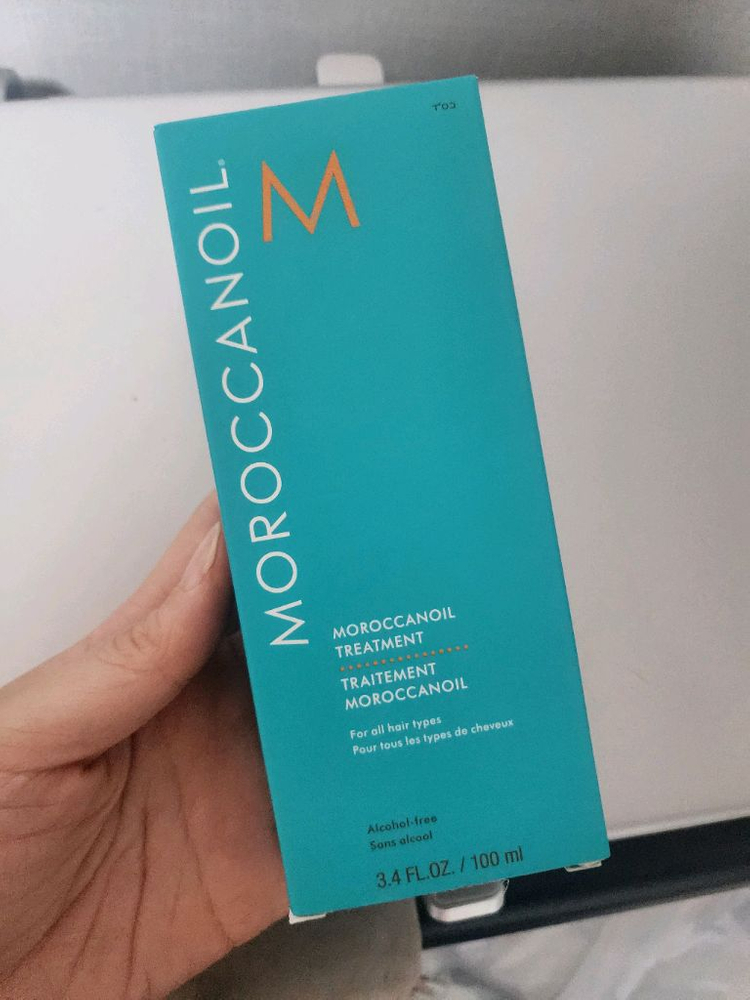 MOROCCANOIL.
M
MOROCCANOIL
TREATMENT
TRAITEMENT
MOROCCANOIL
For all hair types
Pour tous les types de cheveux
Alcohol-free
Sans alcool
3.4 FL.OZ. / 100 ml